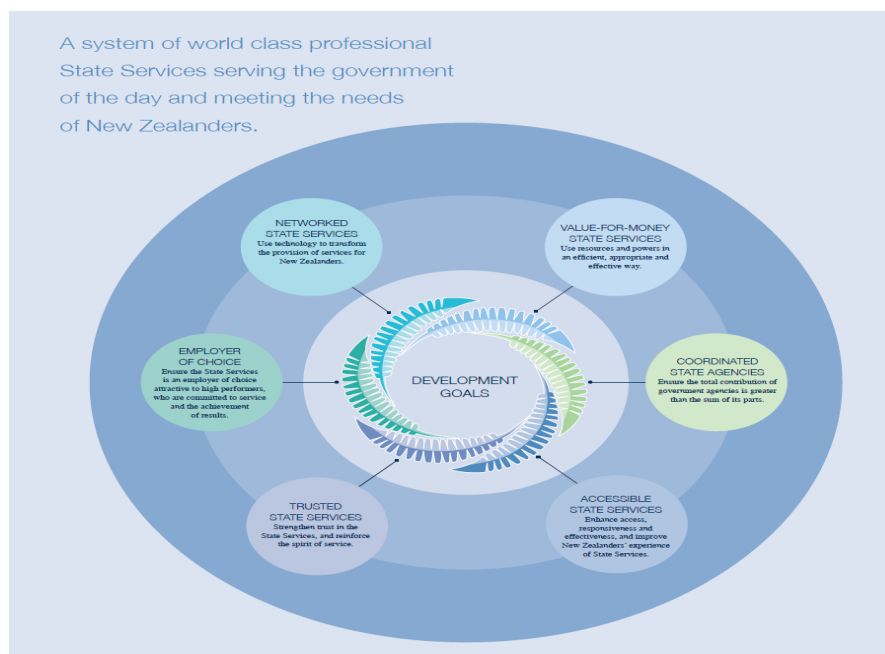 A system of world class professional
State Services serving the government
of the day and meeting the needs
of New Zealanders.
NETWORKED
STATE SERVICES
Use technology to transform
the provision of services for
New Zealanders.
VALUE-FOR-MONEY
STATE SERVICES
Use resources and powers in
an efficient, appropriate and
effective way.
EMPLOYER
OF CHOICE
Ensure the State Services
is an employer of choice
attractive to high performers,
who are committed to service
and the achievement
of results.
DEVELOPMENT
GOALS
COORDINATED
STATE AGENCIES
Ensure the total contribution of
government agencies is greater
than the sum of its parts.
TRUSTED
STATE SERVICES
Strengthen trust in the
State Services, and reinforce
the spirit of service.
ACCESSIBLE
STATE SERVICES
Enhance access,
responsiveness and
effectiveness, and improve
New Zealanders' experience
of State Services.